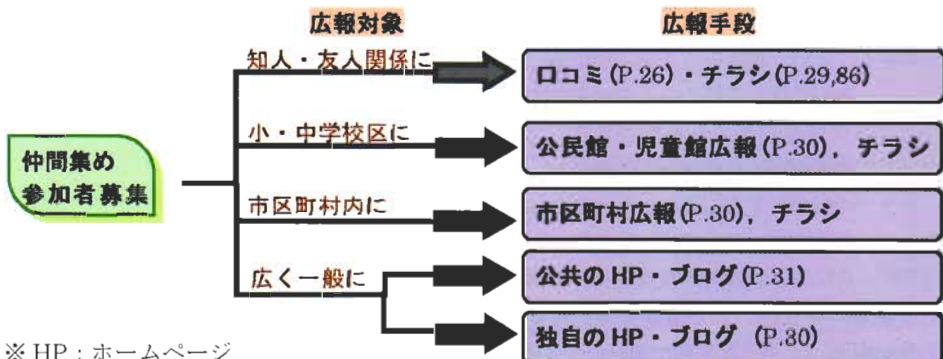 広報対象
広報手段
知人・友人関係に
口コミ(P.26)・チラシ(P.29,86)
小・中学校区に
公民館・児童館広報(P.30)，チラシ
仲間集め
参加者募集
市区町村内に
市区町村広報(P.30)，チラシ
広く一般に
公共の HP・ブログ(P.31)
独自の HP・ブログ (P.30)
※ HP：ホームページ